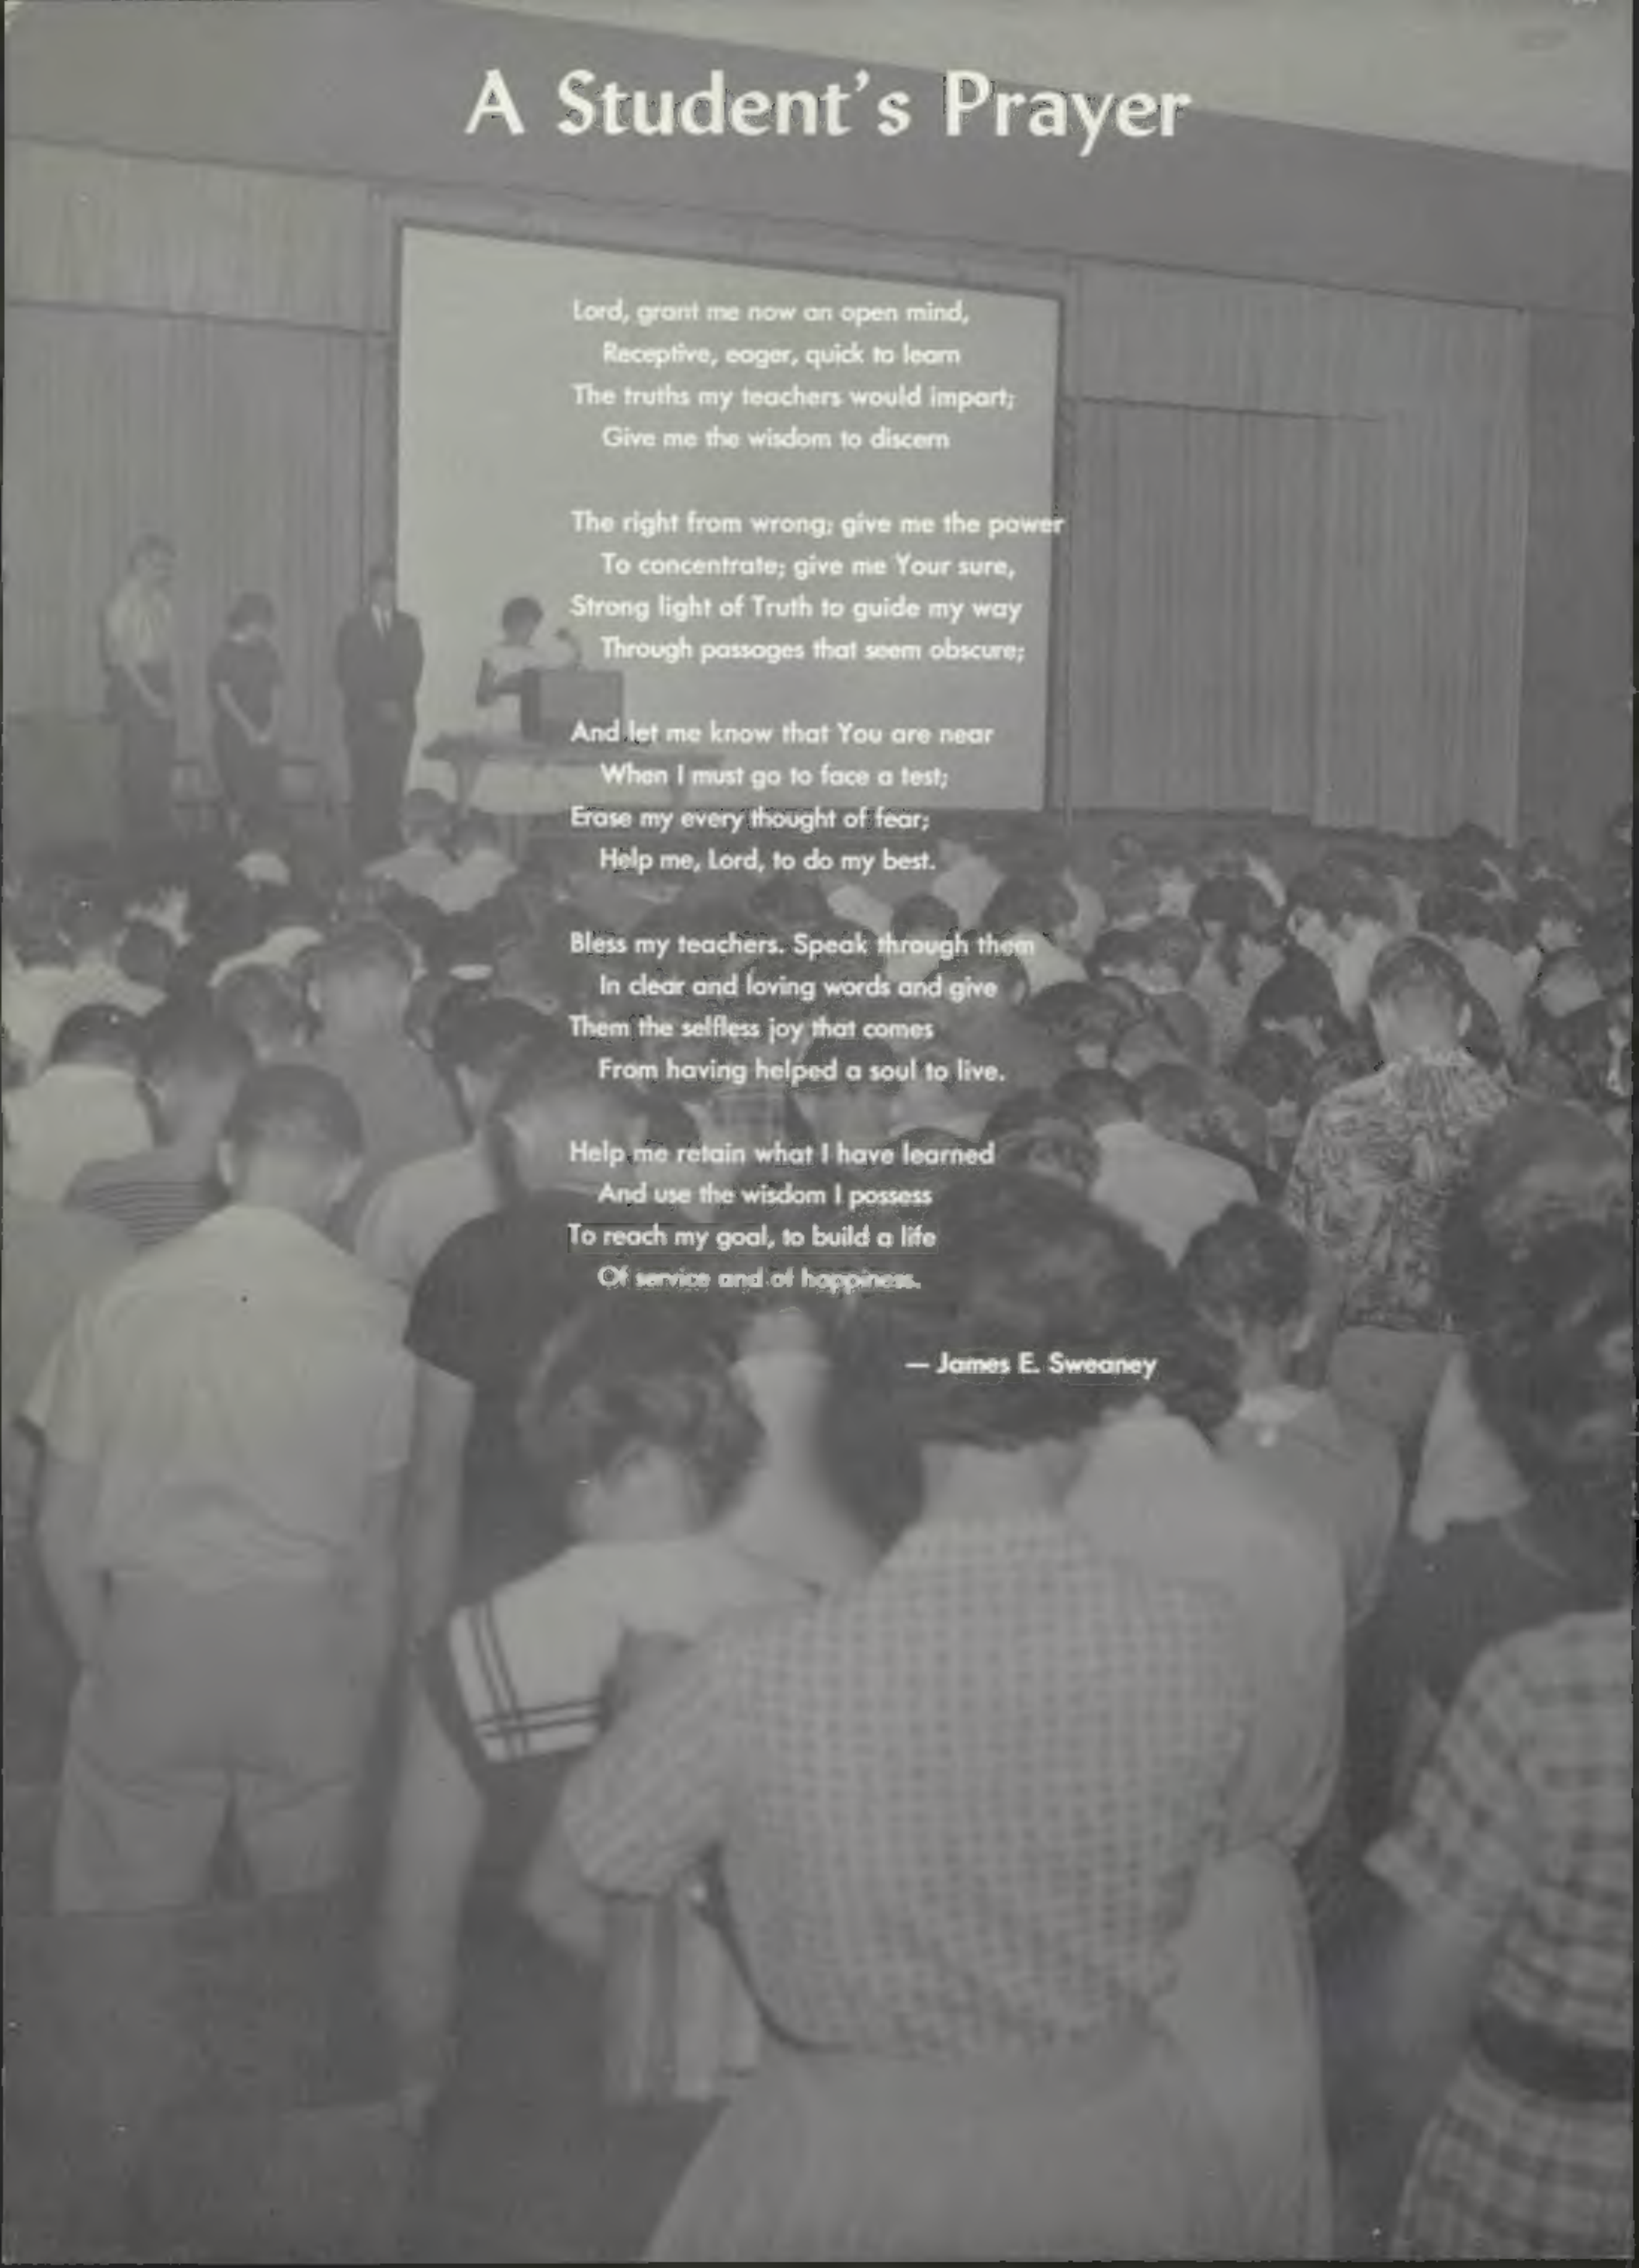 A Student's Prayer
Lord, grant me now an open mind,
Receptive, eager, quick to learn
The truths my teachers would impart;
Give me the wisdom to discern
The right from wrong; give me the power
To concentrate; give me Your sure,
Strong light of Truth to guide my way
Through passages that seem obscure;
And let me know that You are near
When I must go to face a test;
Erase my every thought of fear;
Help me, Lord, to do my best.
Bless my teachers. Speak through them
In clear and loving words and give
Them the selfless joy that comes
From having helped a soul to live.
Help me retain what I have learned
And use the wisdom I possess
To reach my goal, to build a life
Of service and of happiness.
— James E. Sweaney